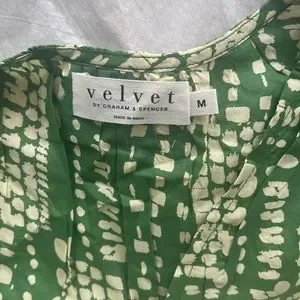 velvet
BY GRAHAM & SPENCER
M
MADE IN INDIA